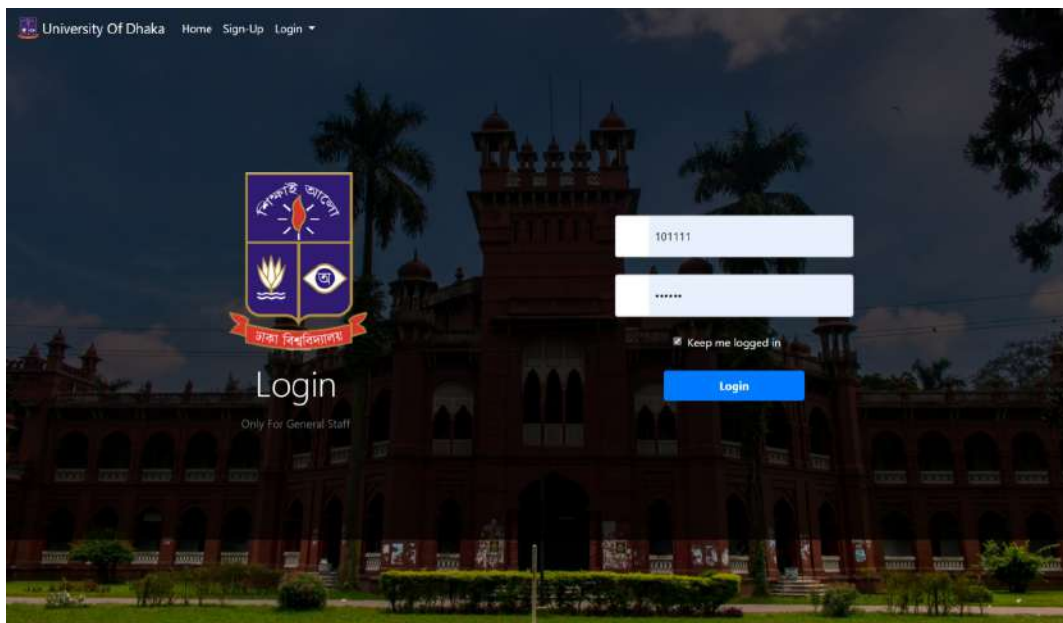 University Of Dhaka Home Sign-Up Login
শিক্ষাই আলো
অ
ঢাকা বিশ্ববিদ্যালয়
Login
Only For General Staff
101111
••••••
Keep me logged in
Login